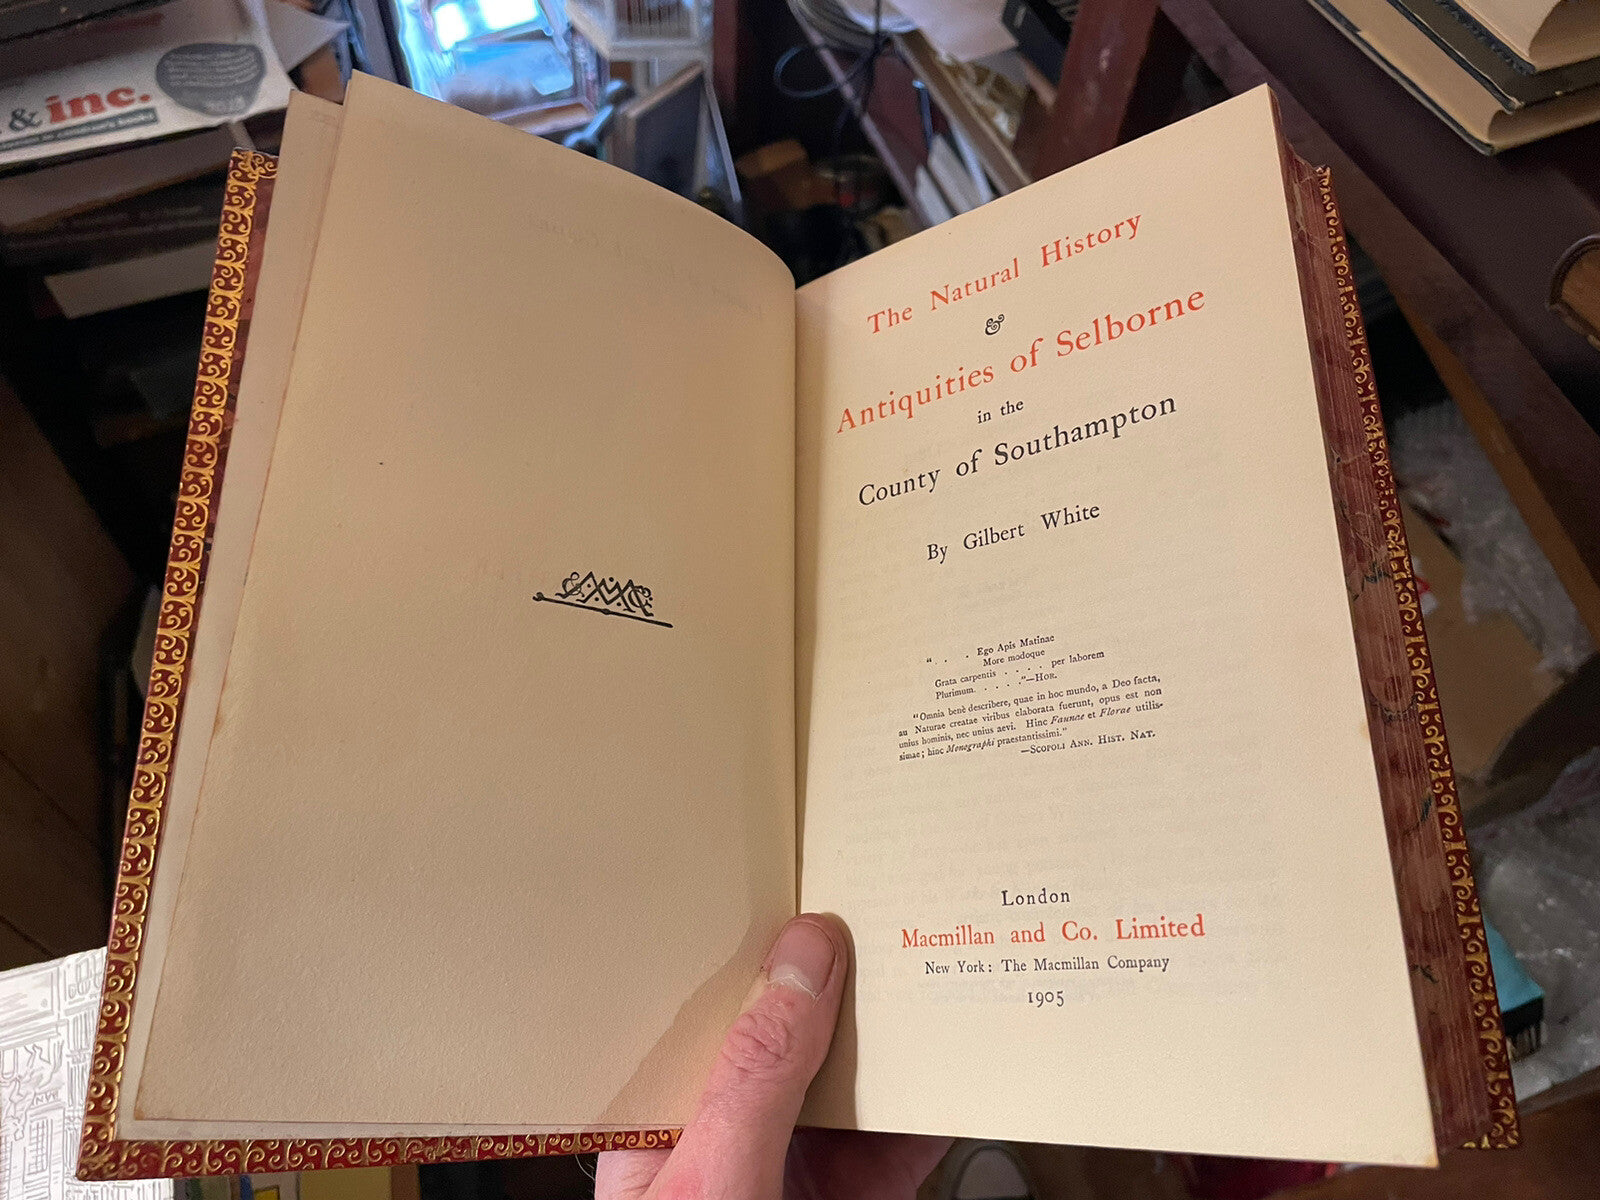 & inc.
The Natural History
&
Antiquities of Selborne
in the
County of Southampton
By Gilbert White
“ . . . Ego Apis Matinae
More modoque
Grata carpentis . . . . per laborem
Plurimum. . . . . .”—Hor.
“Omnia benè describere, quae in hoc mundo, a Deo facta,
au Naturae creatae viribus elaborata fuerunt, opus est non
unius hominis, nec unius aevi. Hinc Faunae et Florae utilis-
simae; hinc Monographi praestantissimi.”
—Scopoli Ann. Hist. Nat.
London
Macmillan and Co. Limited
New York: The Macmillan Company
1905